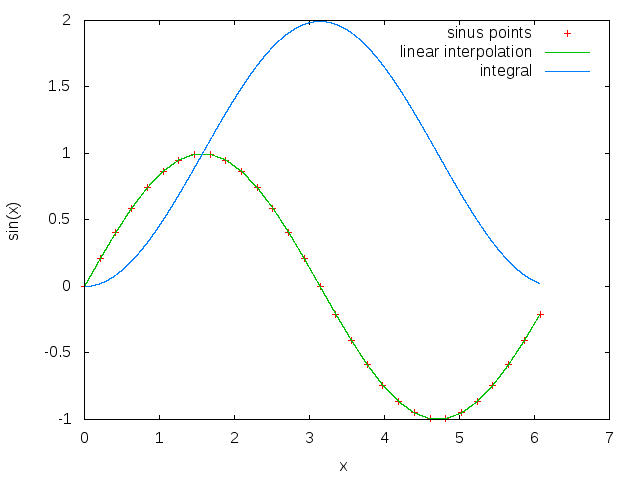 sinus points
linear interpolation
integral
2
1.5
1
0.5
0
-0.5
-1
sin(x)
0 1 2 3 4 5 6 7
x